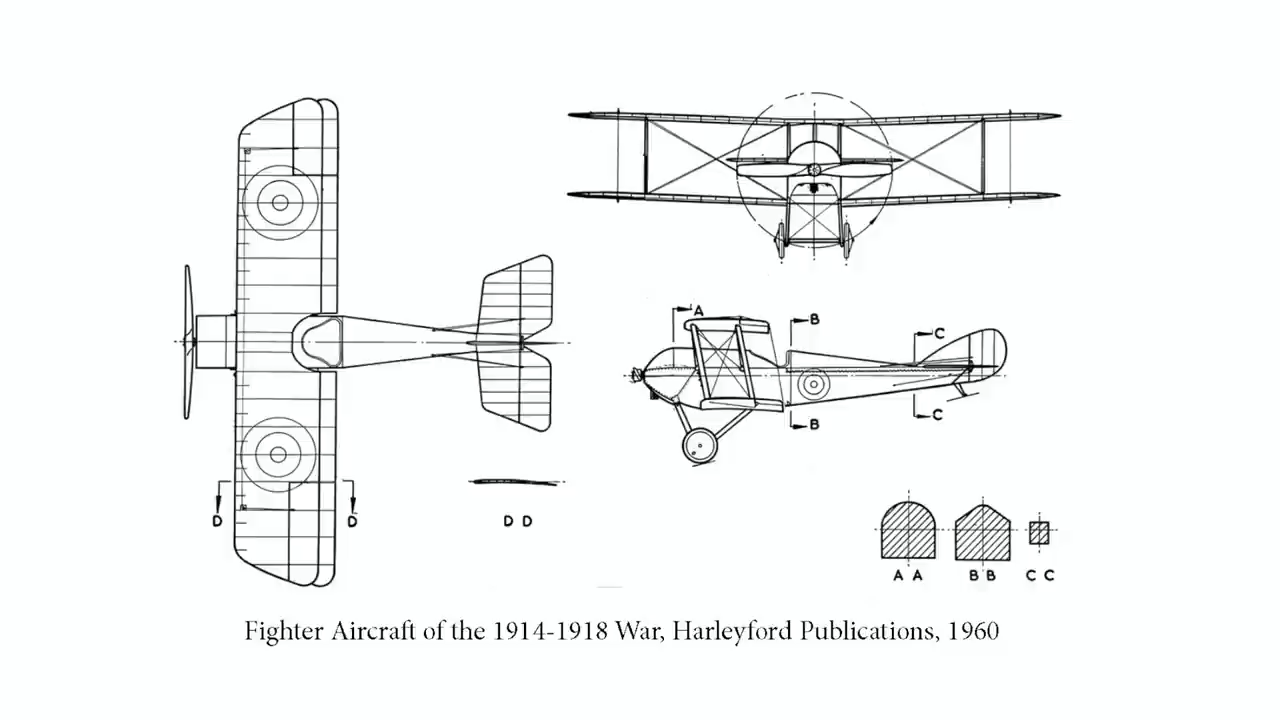 A
B
C
B
C
D
D
D D
A A
B B
C C
Fighter Aircraft of the 1914-1918 War, Harleyford Publications, 1960